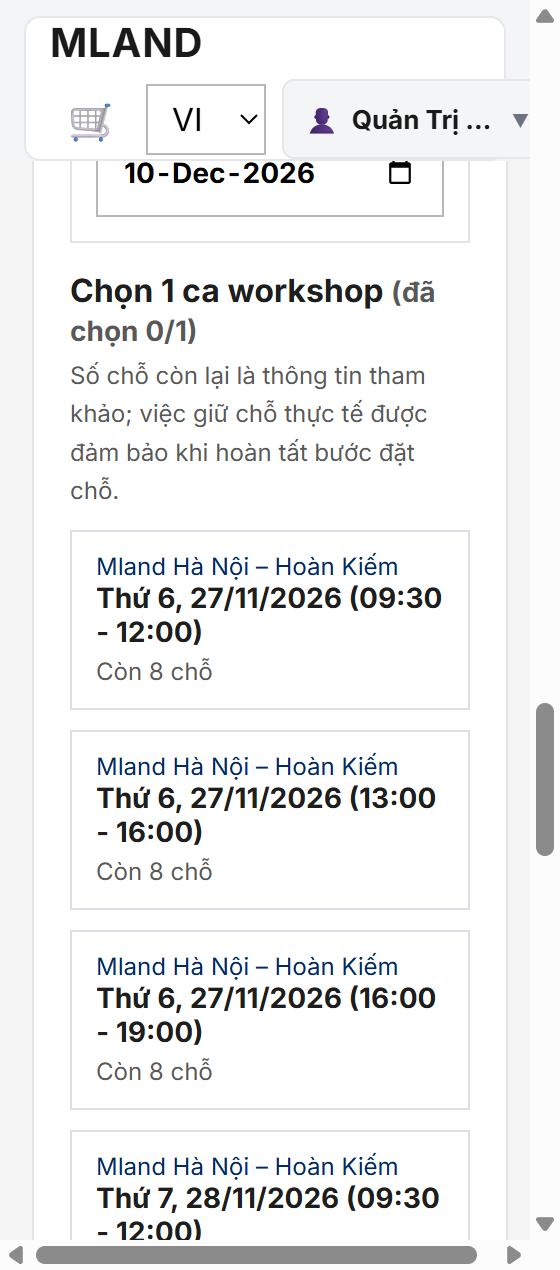 MLAND
VI
Quản Trị ...
10-Dec-2026
Chọn 1 ca workshop (đã
chọn 0/1)
Số chỗ còn lại là thông tin tham
khảo; việc giữ chỗ thực tế được
đảm bảo khi hoàn tất bước đặt
chỗ.
Mland Hà Nội – Hoàn Kiếm
Thứ 6, 27/11/2026 (09:30
- 12:00)
Còn 8 chỗ
Mland Hà Nội – Hoàn Kiếm
Thứ 6, 27/11/2026 (13:00
- 16:00)
Còn 8 chỗ
Mland Hà Nội – Hoàn Kiếm
Thứ 6, 27/11/2026 (16:00
- 19:00)
Còn 8 chỗ
Mland Hà Nội – Hoàn Kiếm
Thứ 7, 28/11/2026 (09:30
- 12:00)